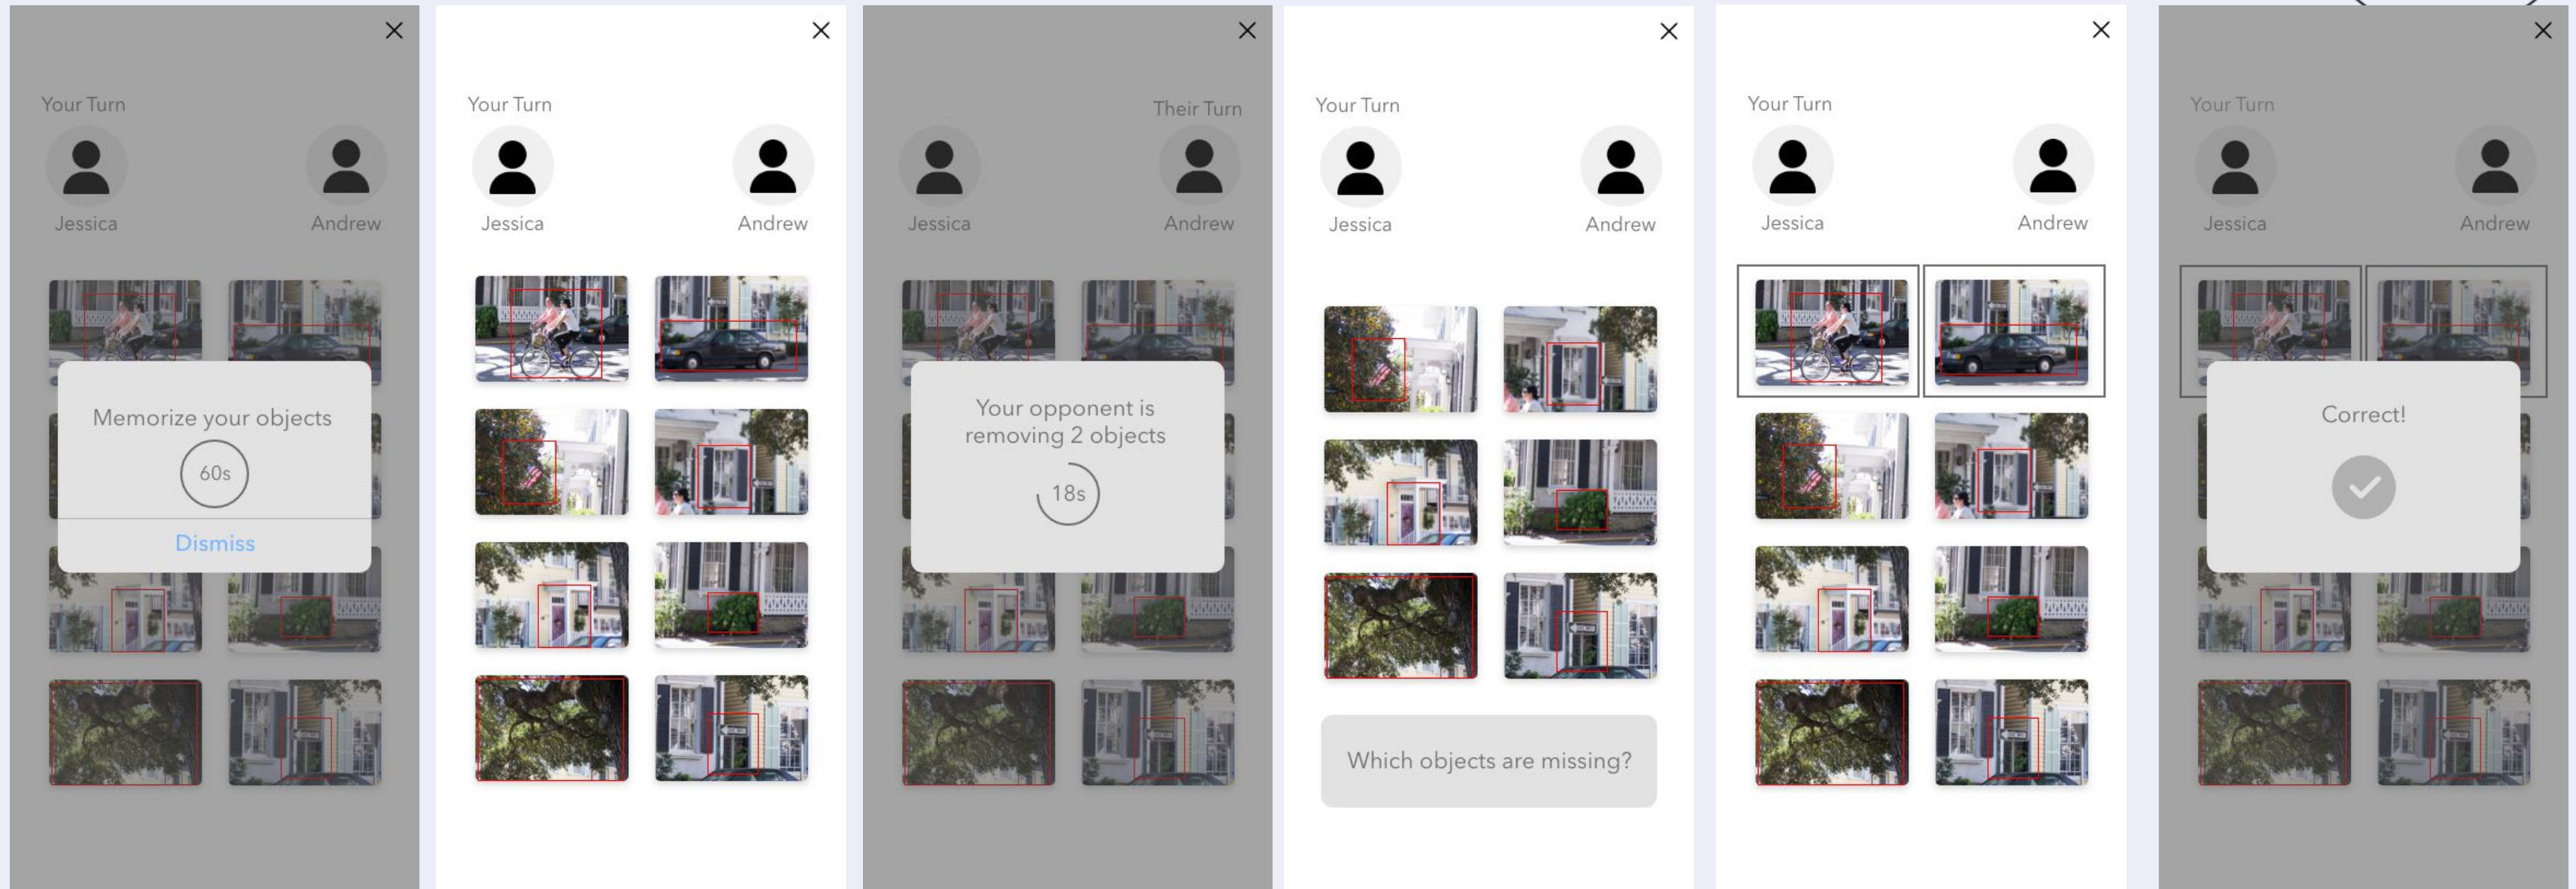 Your Turn
Jessica
Andrew
Memorize your objects
60s
Dismiss
Your Turn
Jessica
Andrew
Their Turn
Jessica
Andrew
Your opponent is
removing 2 objects
18s
Your Turn
Jessica
Andrew
Which objects are missing?
Your Turn
Jessica
Andrew
Your Turn
Jessica
Andrew
Correct!